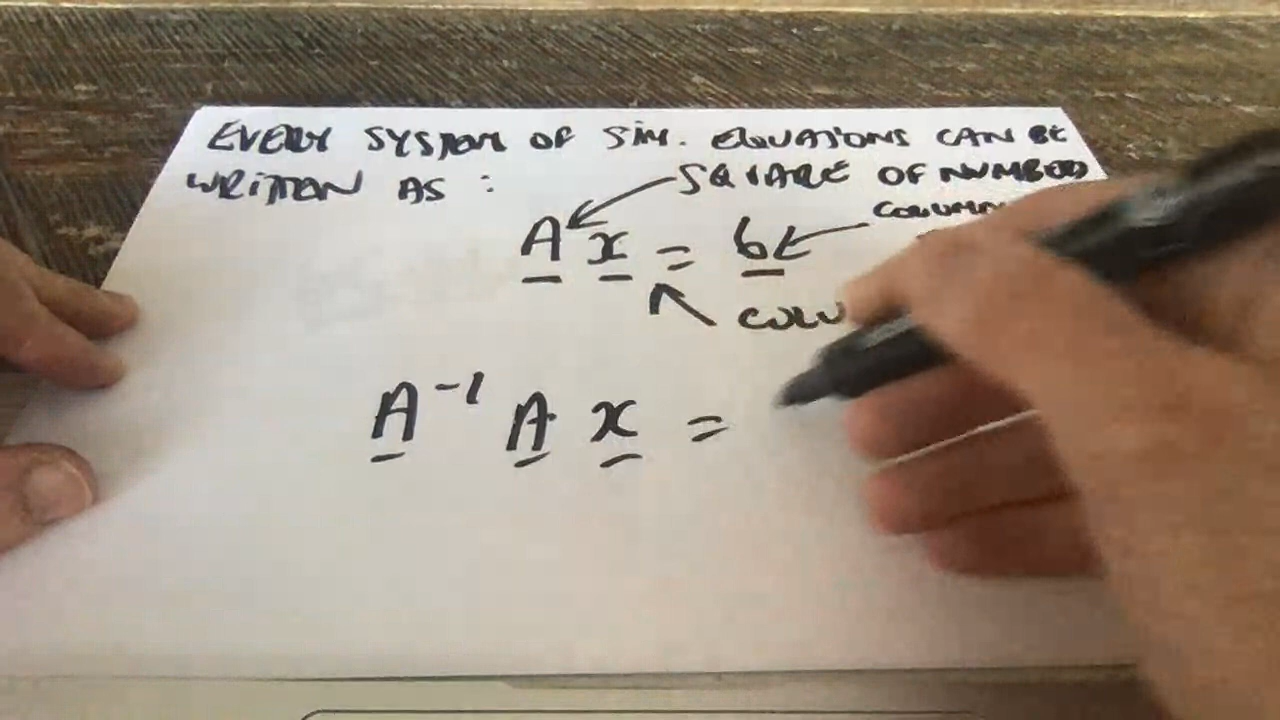 EVERY SYSTEM OF SIM. EQUATIONS CAN BE
WRITTEN AS :
SQUARE OF NUMBERS
A x = b
A⁻¹ A x =